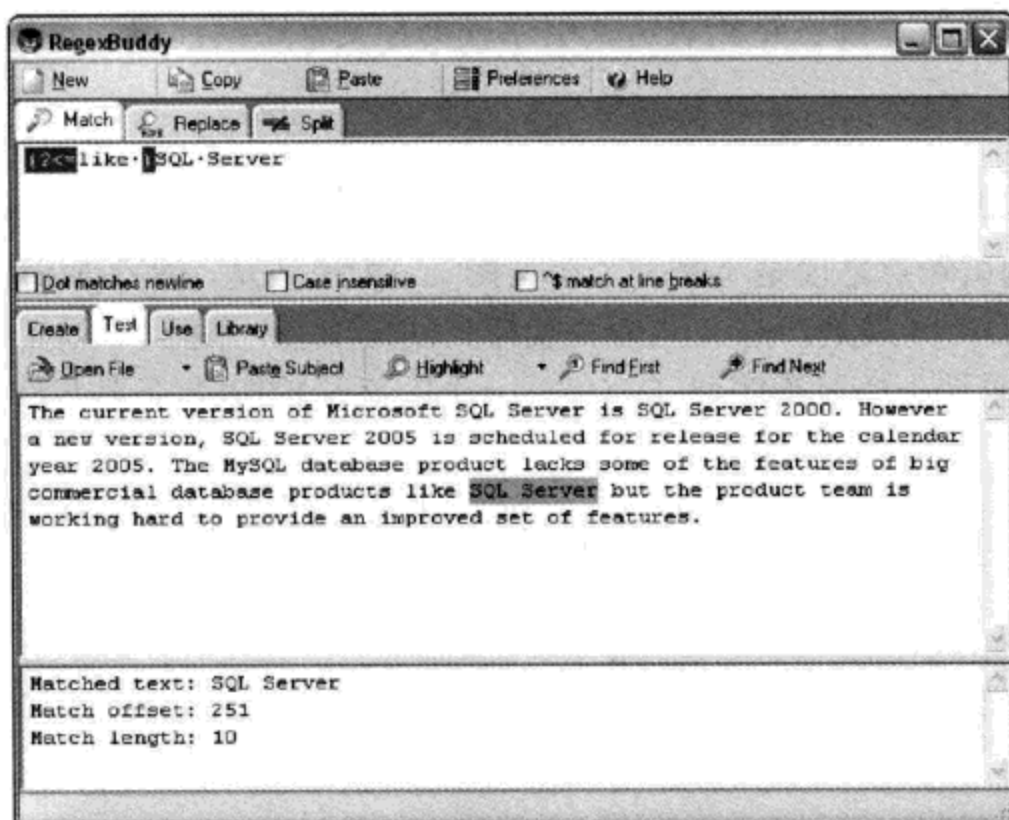 RegexBuddy
New Copy Paste Preferences Help
Match Replace Split
(?<=like·)SQL·Server
Dot matches newline Case insensitive ^$ match at line breaks
Create Test Use Library
Open File Paste Subject Highlight Find First Find Next
The current version of Microsoft SQL Server is SQL Server 2000. However
a new version, SQL Server 2005 is scheduled for release for the calendar
year 2005. The MySQL database product lacks some of the features of big
commercial database products like SQL Server but the product team is
working hard to provide an improved set of features.
Matched text: SQL Server
Match offset: 251
Match length: 10